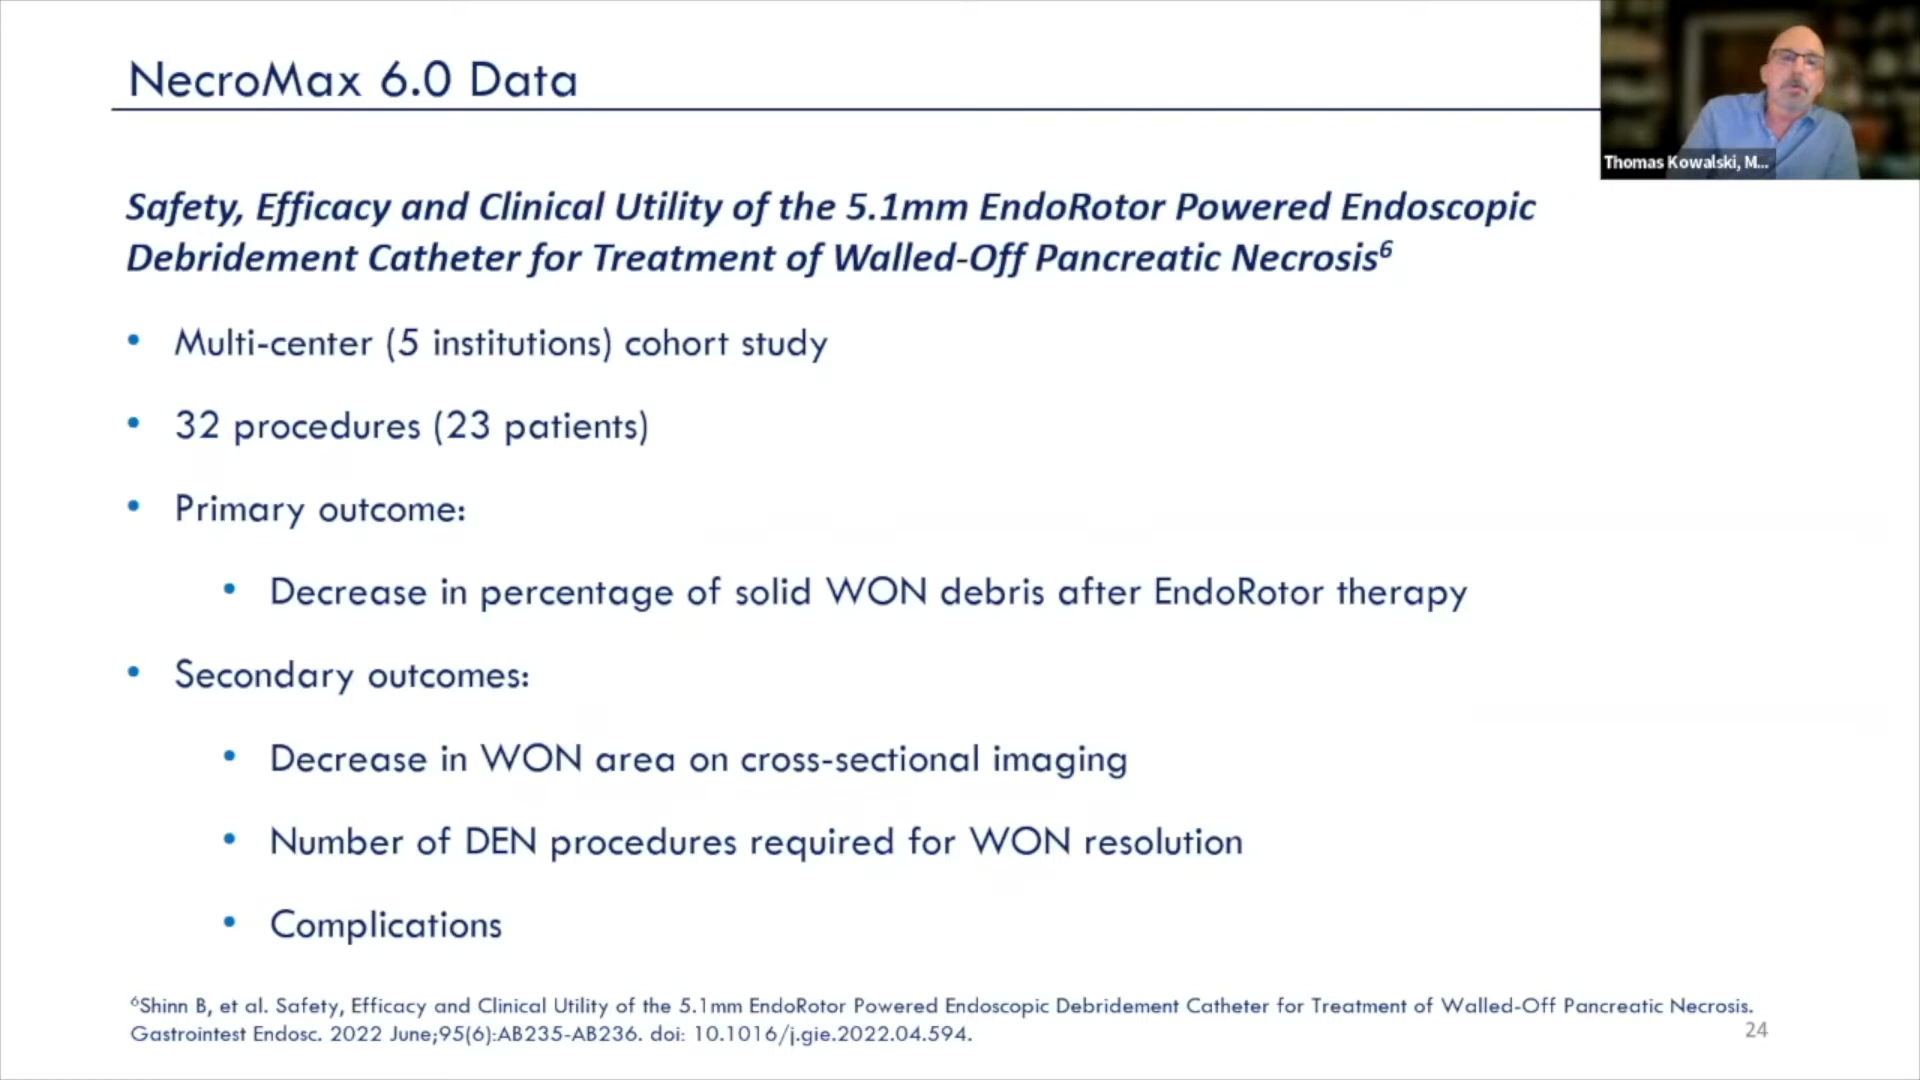 NecroMax 6.0 Data
Thomas Kowalski, M...
Safety, Efficacy and Clinical Utility of the 5.1mm EndoRotor Powered Endoscopic
Debridement Catheter for Treatment of Walled-Off Pancreatic Necrosis⁶
• Multi-center (5 institutions) cohort study
• 32 procedures (23 patients)
• Primary outcome:
• Decrease in percentage of solid WON debris after EndoRotor therapy
• Secondary outcomes:
• Decrease in WON area on cross-sectional imaging
• Number of DEN procedures required for WON resolution
• Complications
⁶Shinn B, et al. Safety, Efficacy and Clinical Utility of the 5.1mm EndoRotor Powered Endoscopic Debridement Catheter for Treatment of Walled-Off Pancreatic Necrosis.
Gastrointest Endosc. 2022 June;95(6):AB235-AB236. doi: 10.1016/j.gie.2022.04.594.
24